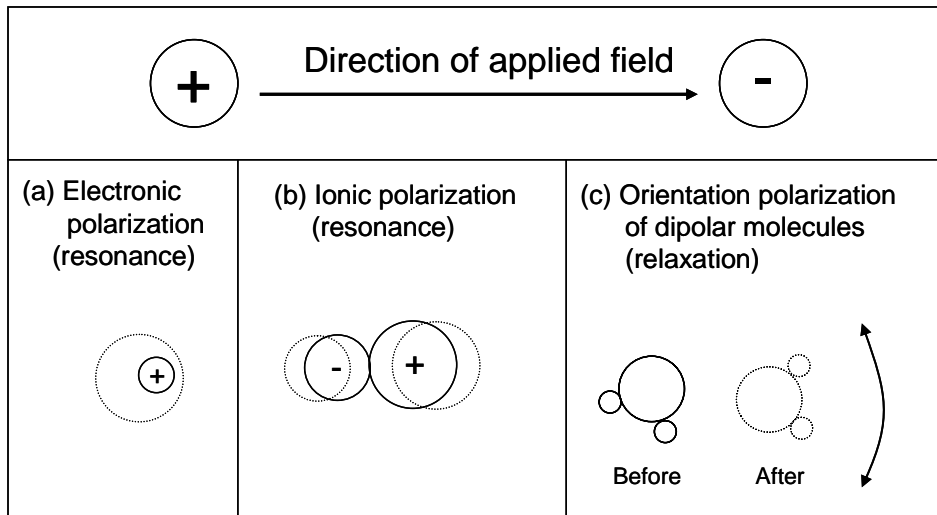 Direction of applied field
+
-
(a) Electronic
polarization
(resonance)
(b) Ionic polarization
(resonance)
(c) Orientation polarization
of dipolar molecules
(relaxation)
+
-
+
Before
After